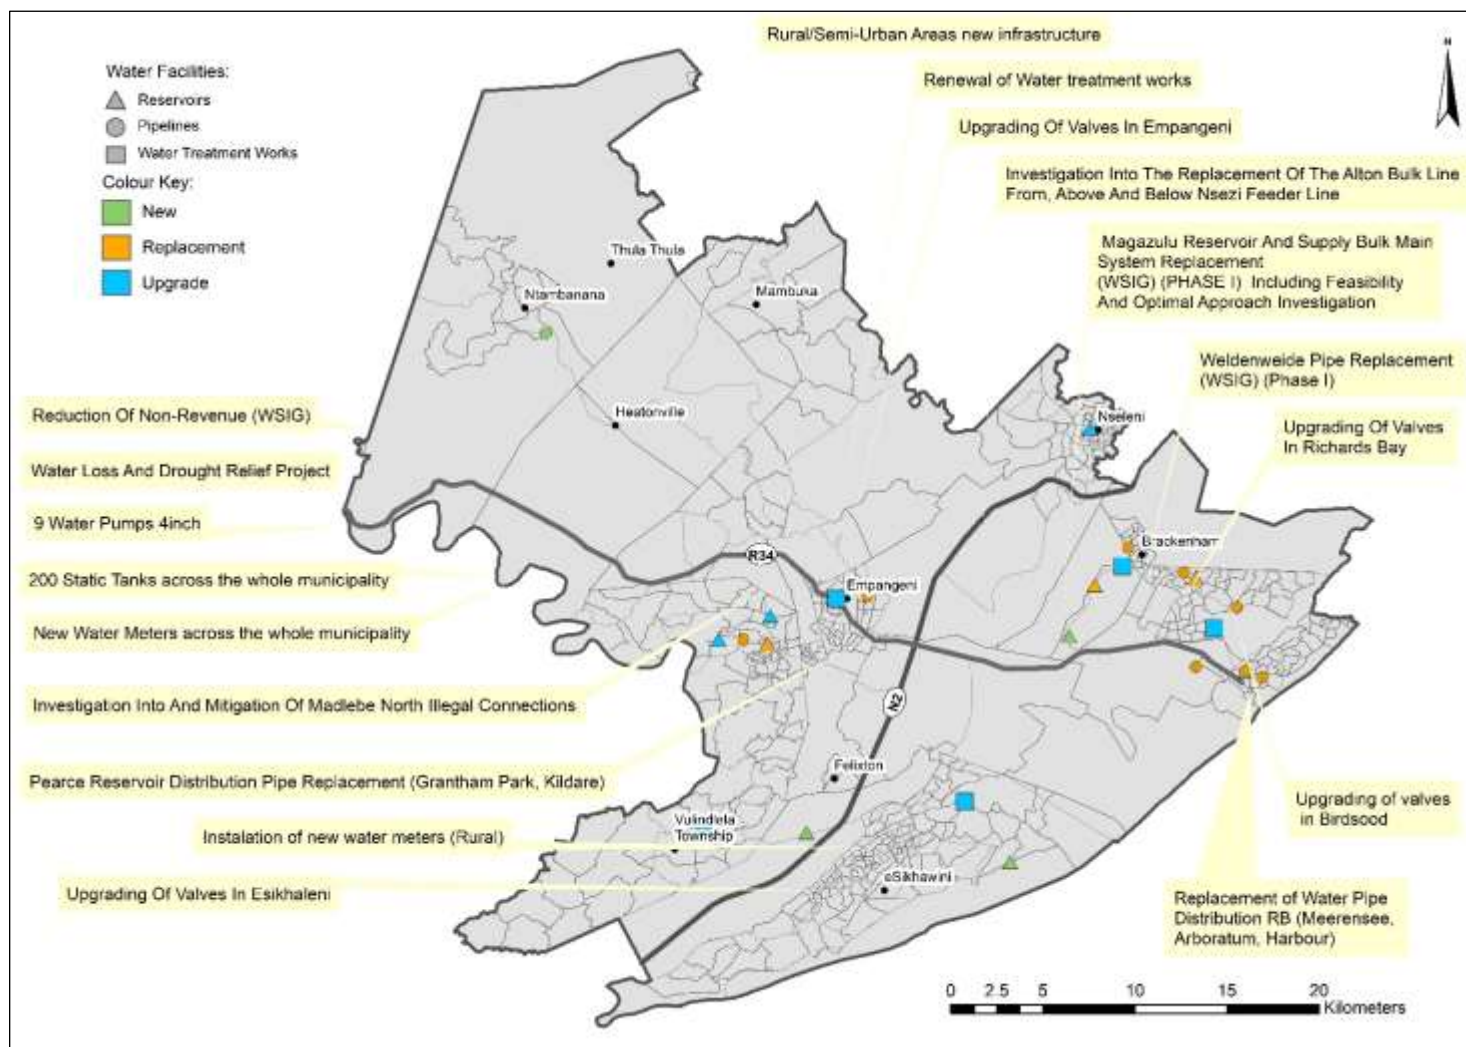 Rural/Semi-Urban Areas new infrastructure
N
Water Facilities:
Reservoirs
Pipelines
Water Treatment Works
Colour Key:
New
Replacement
Upgrade
Renewal of Water treatment works
Upgrading Of Valves In Empangeni
Investigation Into The Replacement Of The Alton Bulk Line
From, Above And Below Nsezi Feeder Line
Magazulu Reservoir And Supply Bulk Main
System Replacement
(WSIG) (PHASE I) Including Feasibility
And Optimal Approach Investigation
Weldenweide Pipe Replacement
(WSIG) (Phase I)
Upgrading Of Valves
In Richards Bay
Thula Thula
Ntambanana
Mambuka
Heatonville
Nseleni
Brackenham
R34
Empangeni
N2
Felixton
Vulindlela
Township
eSikhawini
Reduction Of Non-Revenue (WSIG)
Water Loss And Drought Relief Project
9 Water Pumps 4inch
200 Static Tanks across the whole municipality
New Water Meters across the whole municipality
Investigation Into And Mitigation Of Madlebe North Illegal Connections
Pearce Reservoir Distribution Pipe Replacement (Grantham Park, Kildare)
Instalation of new water meters (Rural)
Upgrading Of Valves In Esikhaleni
Upgrading of valves
in Birdsood
Replacement of Water Pipe
Distribution RB (Meerensee,
Arboratum, Harbour)
0 2.5 5 10 15 20
Kilometers